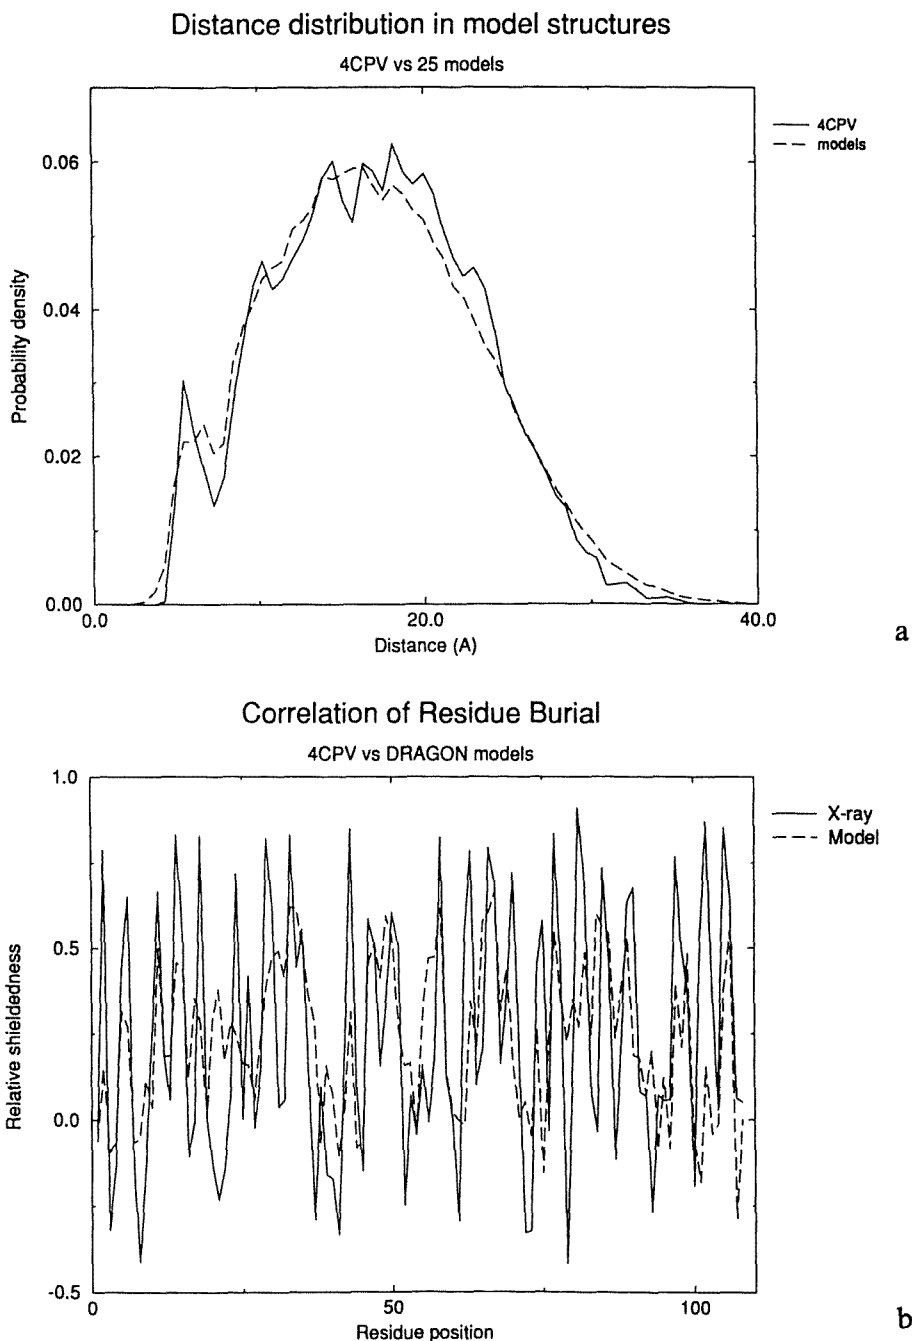 Distance distribution in model structures
4CPV vs 25 models
4CPV
models
0.06
0.04
0.02
0.00
Probability density
0.0
20.0
40.0
Distance (A)
a
Correlation of Residue Burial
4CPV vs DRAGON models
X-ray
Model
1.0
0.5
0.0
-0.5
Relative shieldedness
0
50
100
Residue position
b